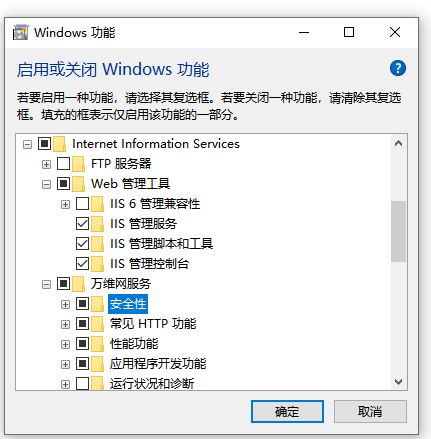 Windows 功能
启用或关闭 Windows 功能
?
若要启用一种功能，请选择其复选框。若要关闭一种功能，请清除其复选
框。填充的框表示仅启用该功能的一部分。
Internet Information Services
FTP 服务器
Web 管理工具
IIS 6 管理兼容性
IIS 管理服务
IIS 管理脚本和工具
IIS 管理控制台
万维网服务
安全性
常见 HTTP 功能
性能功能
应用程序开发功能
运行状况和诊断
确定
取消